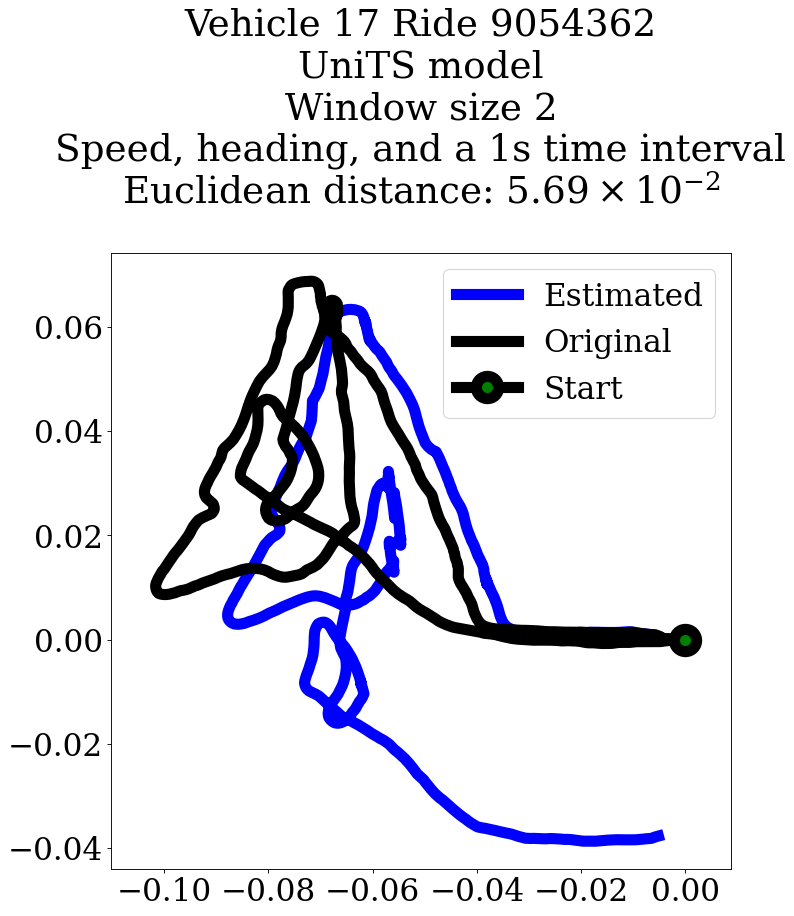 Vehicle 17 Ride 9054362
UniTS model
Window size 2
Speed, heading, and a 1s time interval
Euclidean distance: 5.69 × 10⁻²
Estimated
Original
Start
0.06
0.04
0.02
0.00
−0.02
−0.04
−0.10 −0.08 −0.06 −0.04 −0.02 0.00